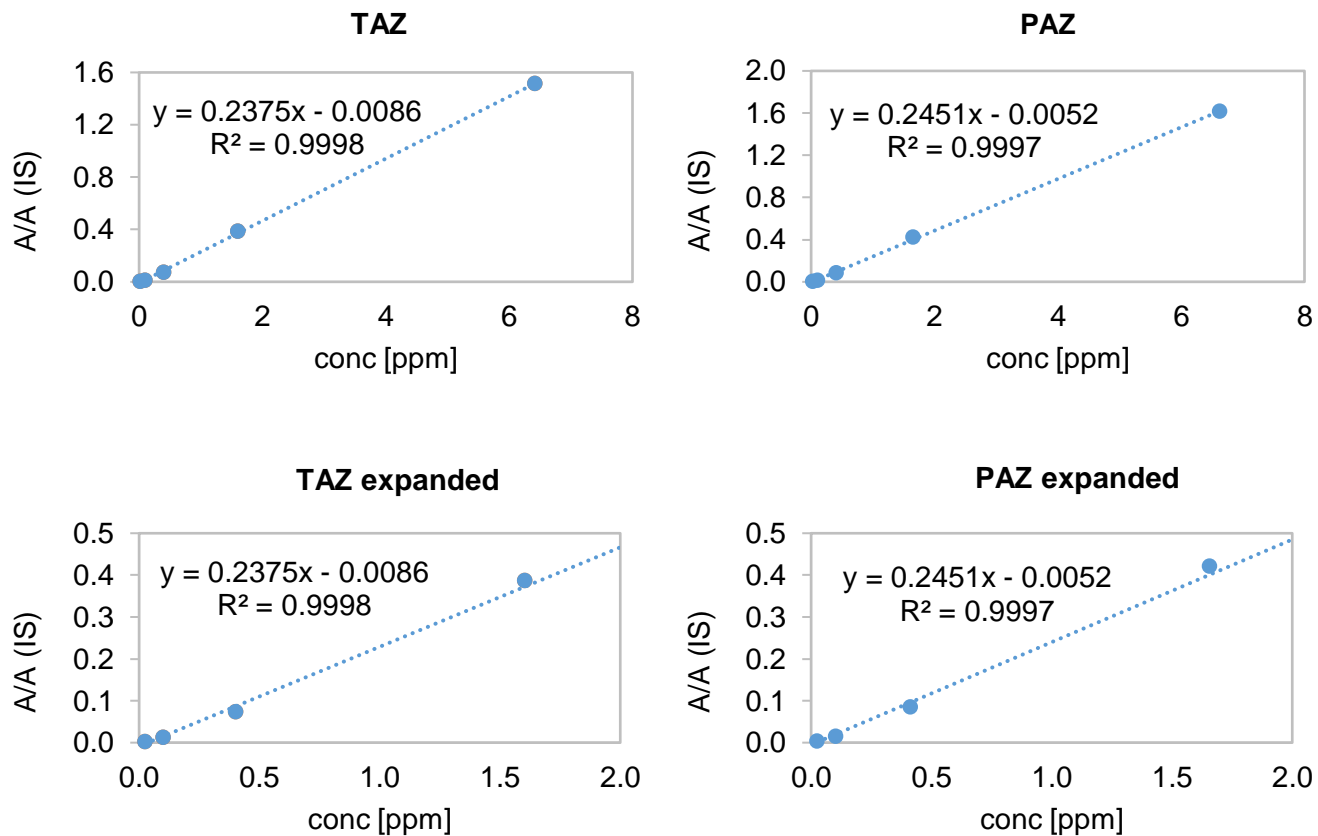 TAZ
1.6
1.2
0.8
0.4
0.0
A/A (IS)
y = 0.2375x - 0.0086
R² = 0.9998
0 2 4 6 8
conc [ppm]
PAZ
2.0
1.6
1.2
0.8
0.4
0.0
A/A (IS)
y = 0.2451x - 0.0052
R² = 0.9997
0 2 4 6 8
conc [ppm]
TAZ expanded
0.5
0.4
0.3
0.2
0.1
0.0
A/A (IS)
y = 0.2375x - 0.0086
R² = 0.9998
0.0 0.5 1.0 1.5 2.0
conc [ppm]
PAZ expanded
0.5
0.4
0.3
0.2
0.1
0.0
A/A (IS)
y = 0.2451x - 0.0052
R² = 0.9997
0.0 0.5 1.0 1.5 2.0
conc [ppm]